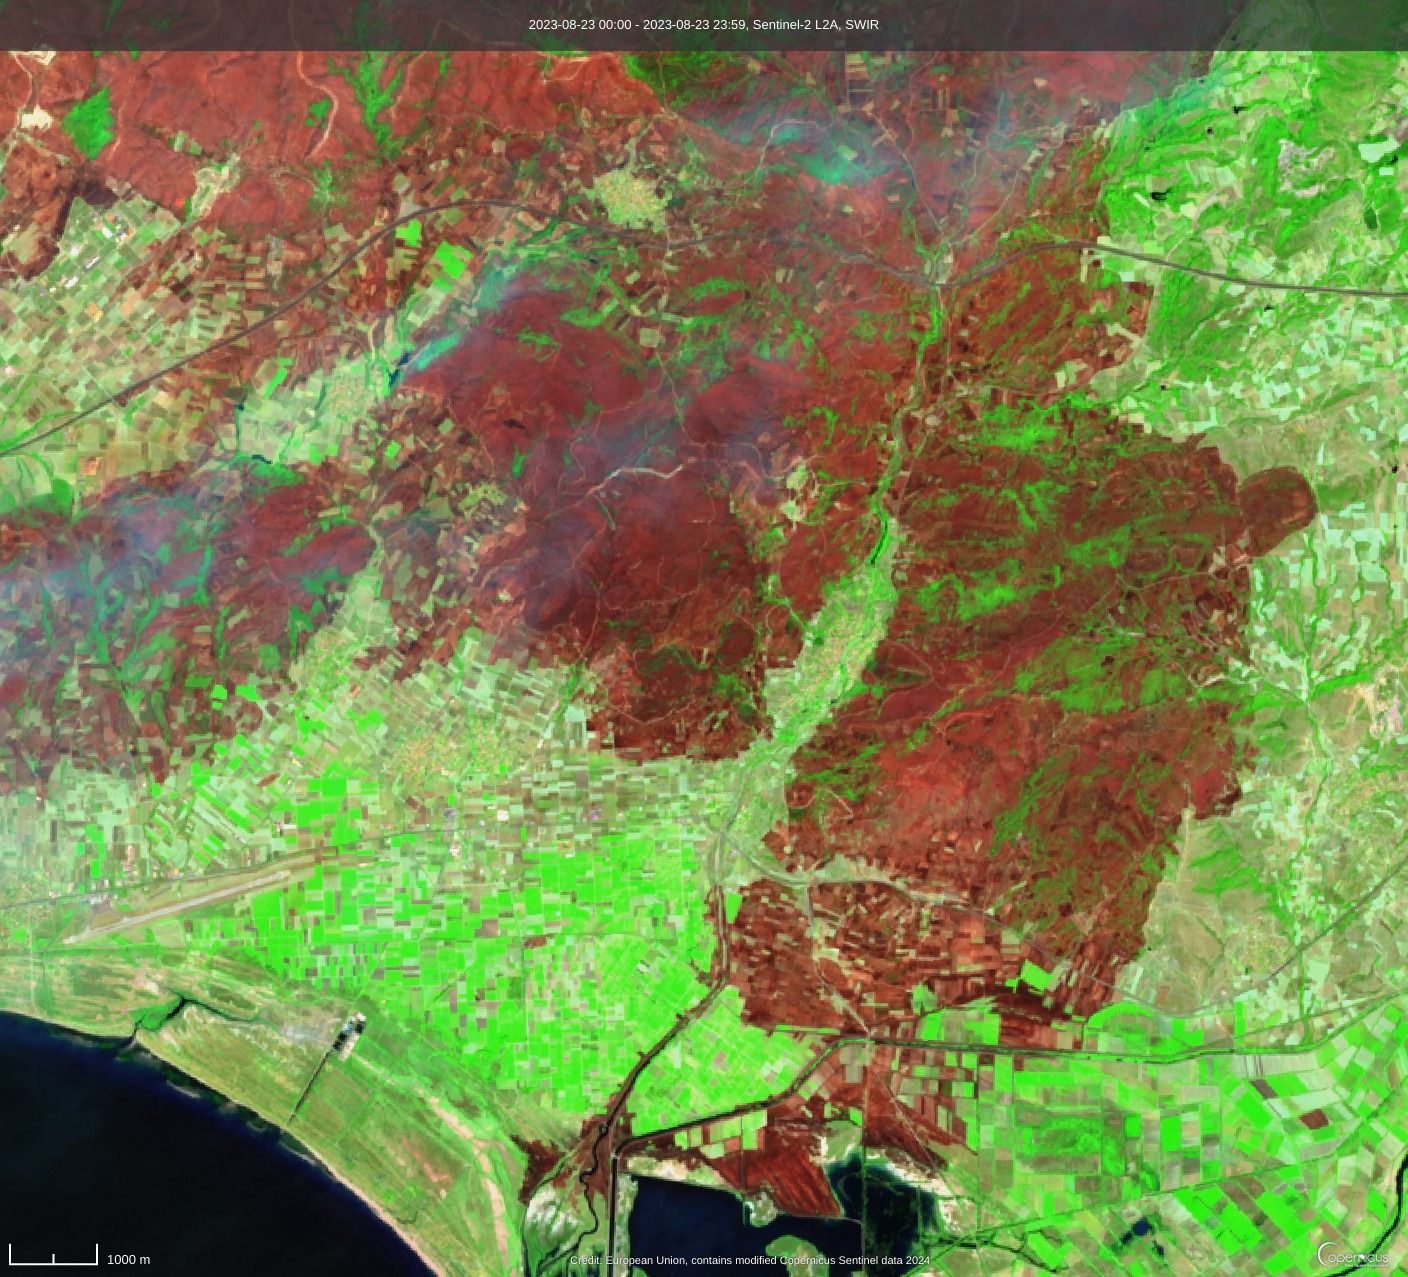 2023-08-23 00:00 - 2023-08-23 23:59, Sentinel-2 L2A, SWIR
1000 m
Credit: European Union, contains modified Copernicus Sentinel data 2024
opernicus